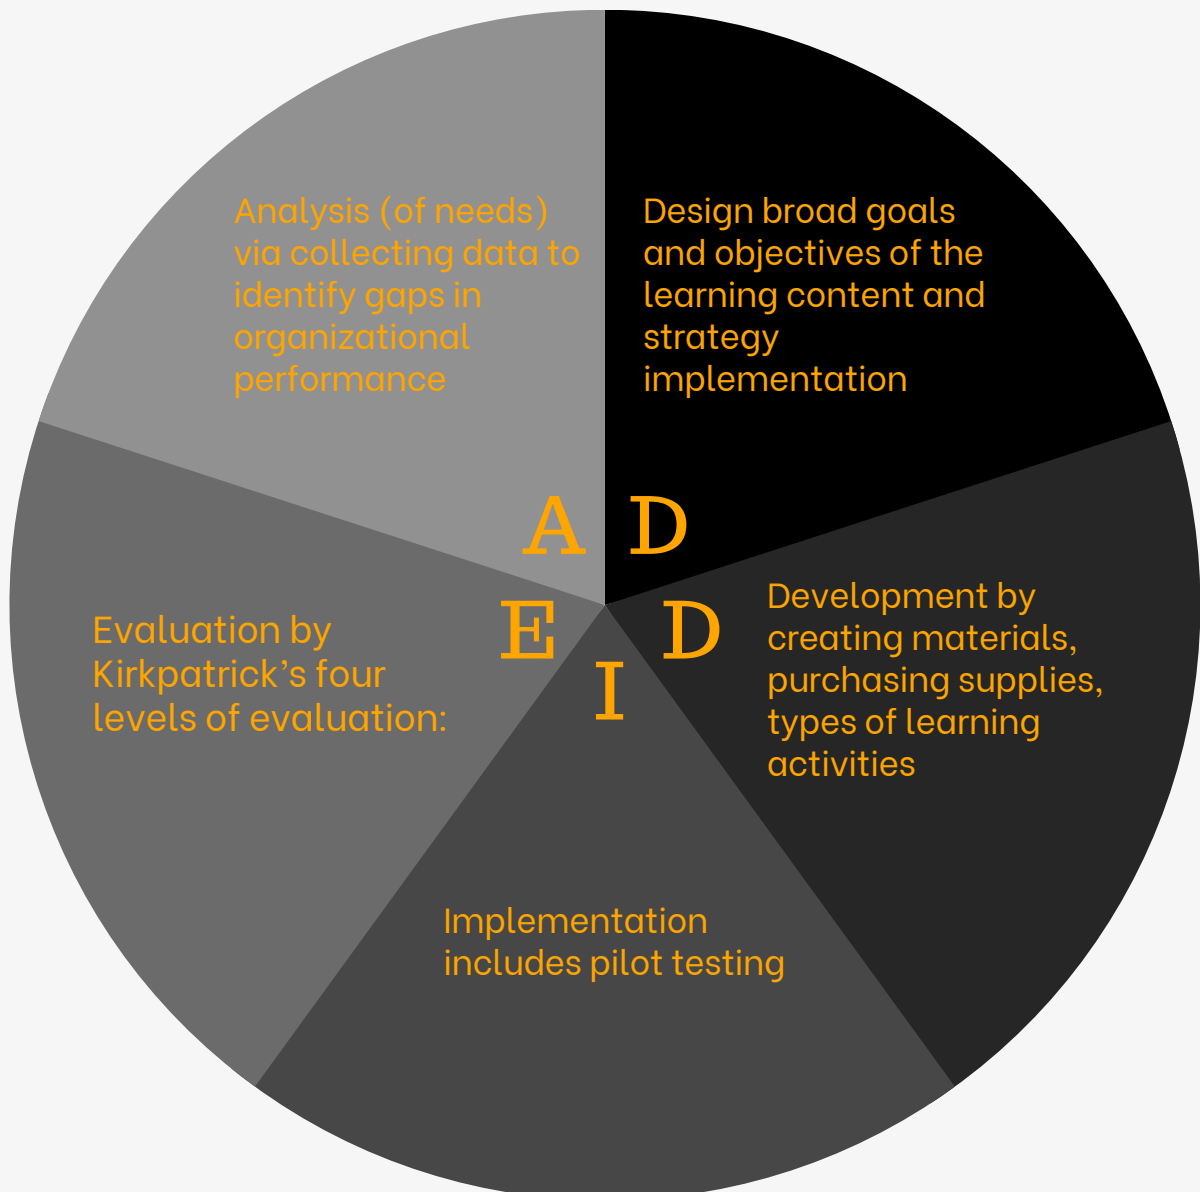 Analysis (of needs)
via collecting data to
identify gaps in
organizational
performance
Design broad goals
and objectives of the
learning content and
strategy
implementation
A D
E D
I
Development by
creating materials,
purchasing supplies,
types of learning
activities
Evaluation by
Kirkpatrick’s four
levels of evaluation:
Implementation
includes pilot testing